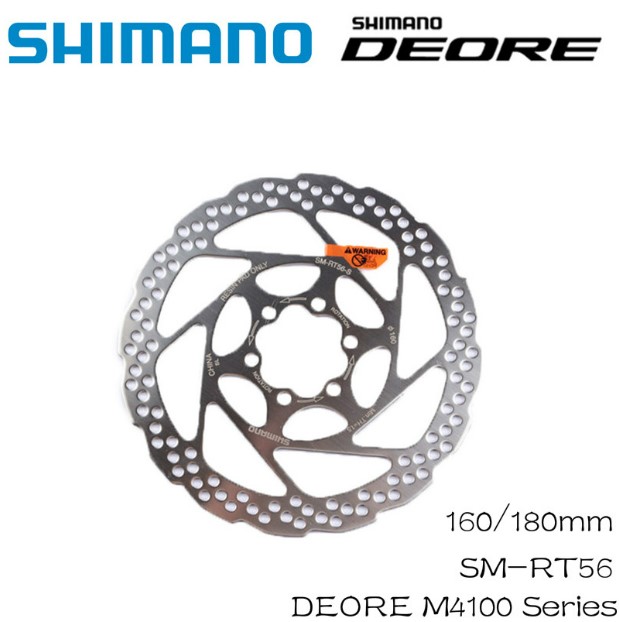 SHIMANO
SHIMANO
DEORE
WARNING
SM-RT56-S
RESIN PAD ONLY
ROTATION
CHINA
ROTATION
SHIMANO
160/180mm
SM-RT56
DEORE M4100 Series